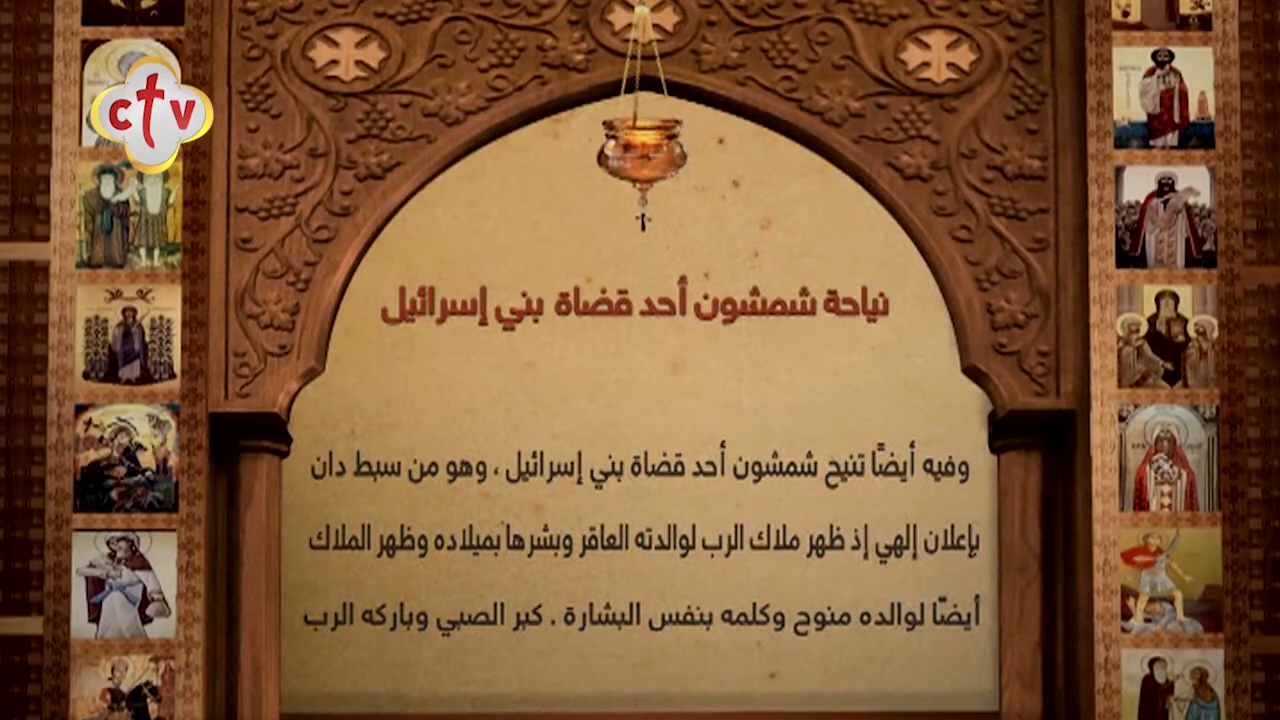 ctv
نياحة شمشون أحد قضاة بني إسرائيل
وفيه أيضًا تنيح شمشون أحد قضاة بني إسرائيل ، وهو من سبط دان
بإعلان إلهي إذ ظهر ملاك الرب لوالدته العاقر وبشرها بميلاده وظهر الملاك
أيضًا لوالده منوح وكلمه بنفس البشارة . كبر الصبي وباركه الرب